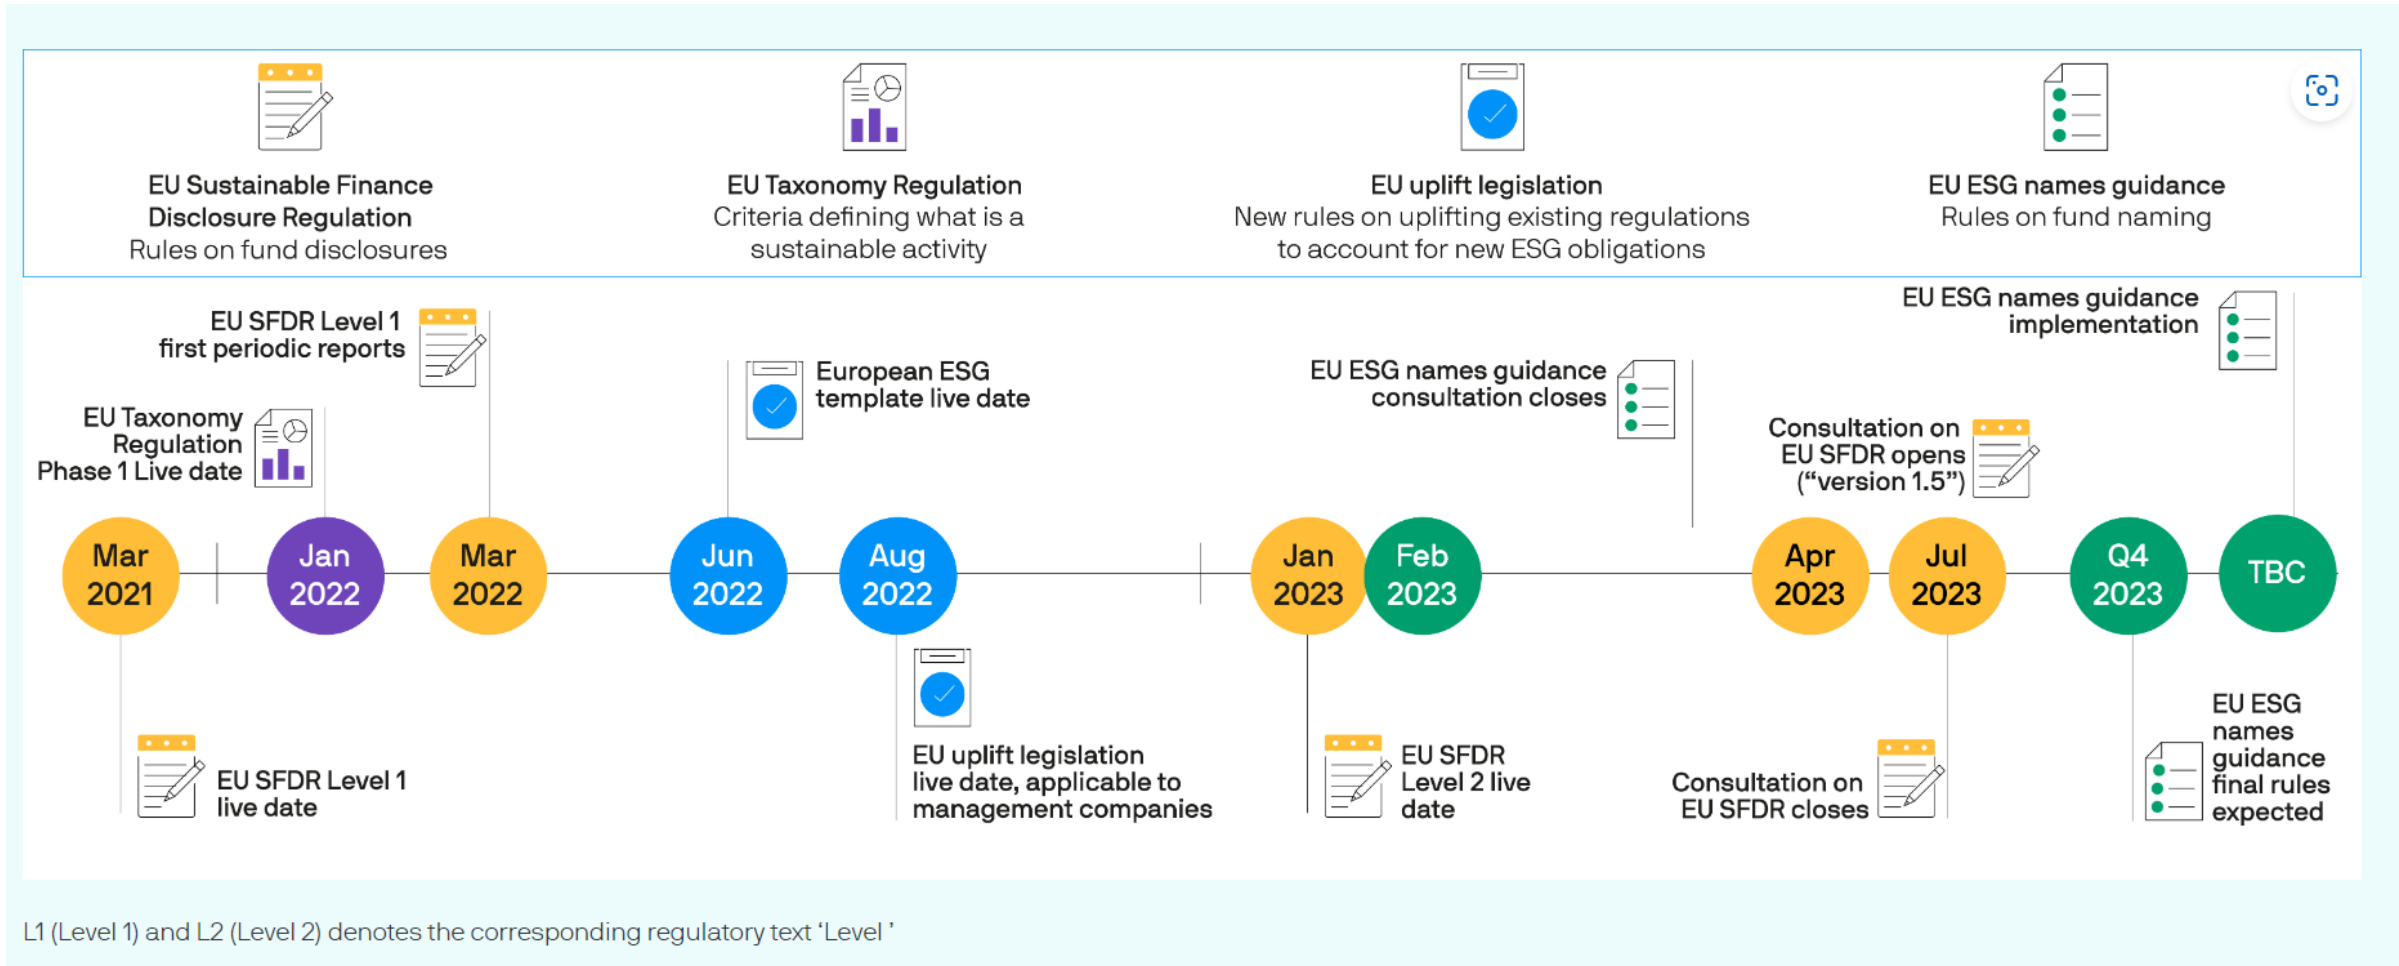 EU Sustainable Finance
Disclosure Regulation
Rules on fund disclosures
EU Taxonomy Regulation
Criteria defining what is a
sustainable activity
EU uplift legislation
New rules on uplifting existing regulations
to account for new ESG obligations
EU ESG names guidance
Rules on fund naming
EU Taxonomy
Regulation
Phase 1 Live date
EU SFDR Level 1
first periodic reports
European ESG
template live date
EU ESG names guidance
consultation closes
Consultation on
EU SFDR opens
(“version 1.5”)
EU ESG names guidance
implementation
Mar
2021
Jan
2022
Mar
2022
Jun
2022
Aug
2022
Jan
2023
Feb
2023
Apr
2023
Jul
2023
Q4
2023
TBC
EU SFDR Level 1
live date
EU uplift legislation
live date, applicable to
management companies
EU SFDR
Level 2 live
date
Consultation on
EU SFDR closes
EU ESG
names
guidance
final rules
expected
L1 (Level 1) and L2 (Level 2) denotes the corresponding regulatory text ‘Level ’